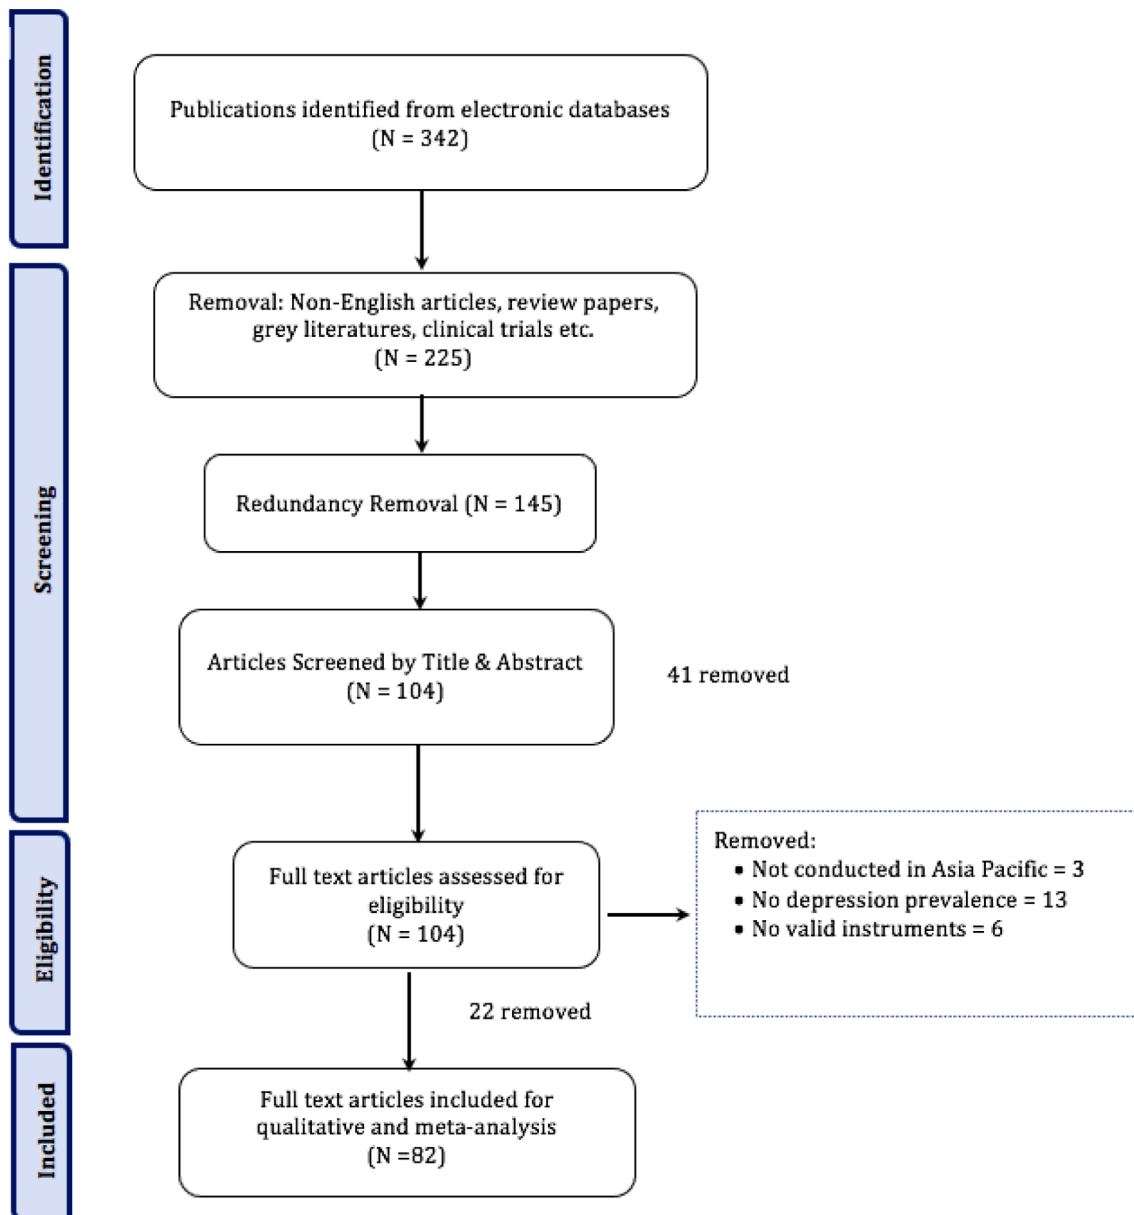 Identification
Publications identified from electronic databases
(N = 342)
Screening
Removal: Non-English articles, review papers,
grey literatures, clinical trials etc.
(N = 225)
Redundancy Removal (N = 145)
Articles Screened by Title & Abstract
(N = 104)
41 removed
Eligibility
Full text articles assessed for
eligibility
(N = 104)
Removed:
• Not conducted in Asia Pacific = 3
• No depression prevalence = 13
• No valid instruments = 6
22 removed
Included
Full text articles included for
qualitative and meta-analysis
(N =82)